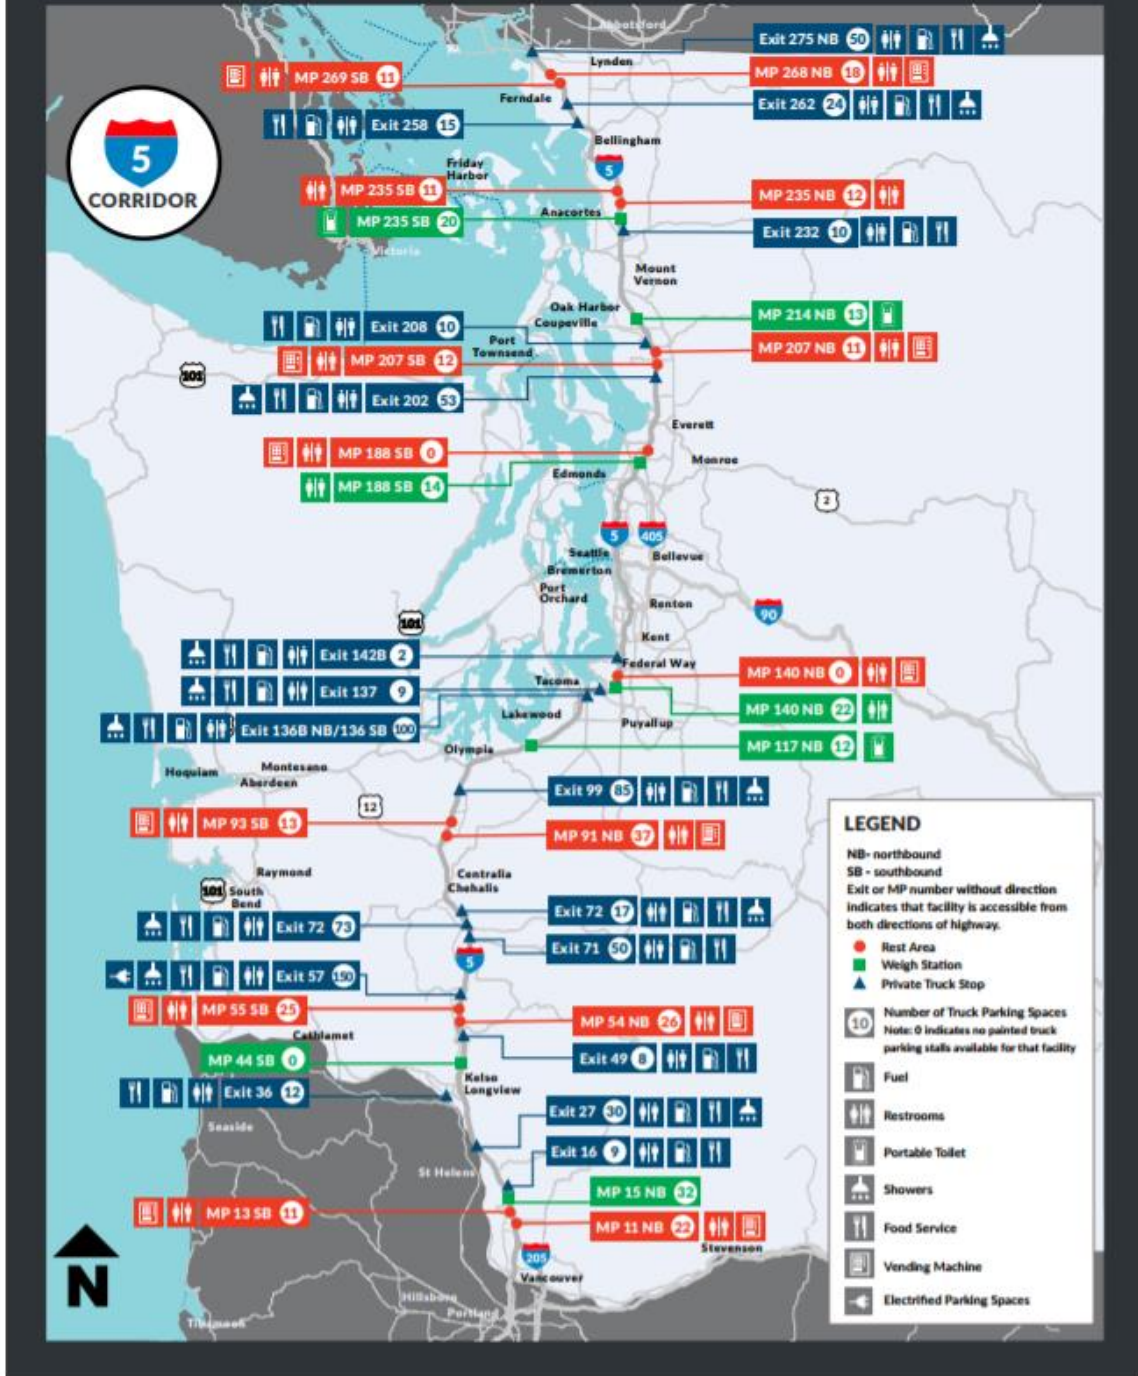 Abbotsford
Exit 275 NB 50
Lynden
MP 269 SB 11
MP 268 NB 18
Ferndale
Exit 262 24
Exit 258 15
Bellingham
5
CORRIDOR
Friday
Harbor
5
MP 235 SB 11
MP 235 NB 12
Anacortes
MP 235 SB 20
Exit 232 10
Victoria
Mount
Vernon
Oak Harbor
Coupeville
MP 214 NB 13
Exit 208 10
Port
Townsend
MP 207 NB 11
MP 207 SB 12
101
Exit 202 53
Everett
MP 188 SB 0
Monroe
Edmonds
MP 188 SB 14
2
5
405
Seattle
Bellevue
Bremerton
Port
Orchard
Renton
90
101
Kent
Exit 142B 2
Federal Way
MP 140 NB 0
Tacoma
Exit 137 9
MP 140 NB 22
Lakewood
Puyallup
Exit 136B NB/136 SB 100
MP 117 NB 12
Olympia
Hoquiam
Montesano
Aberdeen
Exit 99 85
12
MP 93 SB 13
MP 91 NB 37
Raymond
Centralia
Chehalis
101
South
Bend
Exit 72 17
Exit 72 73
Exit 71 50
5
Exit 57 150
MP 55 SB 25
MP 54 NB 26
Cathlamet
MP 44 SB 0
Exit 49 8
Kelso
Longview
Exit 36 12
Exit 27 30
Seaside
Exit 16 9
St Helens
MP 15 NB 32
MP 13 SB 11
MP 11 NB 22
Stevenson
205
Vancouver
Hillsboro
Portland
Tillamook
N
LEGEND
NB- northbound
SB - southbound
Exit or MP number without direction
indicates that facility is accessible from
both directions of highway.
Rest Area
Weigh Station
Private Truck Stop
10
Number of Truck Parking Spaces
Note: 0 indicates no painted truck
parking stalls available for that facility
Fuel
Restrooms
Portable Toilet
Showers
Food Service
Vending Machine
Electrified Parking Spaces